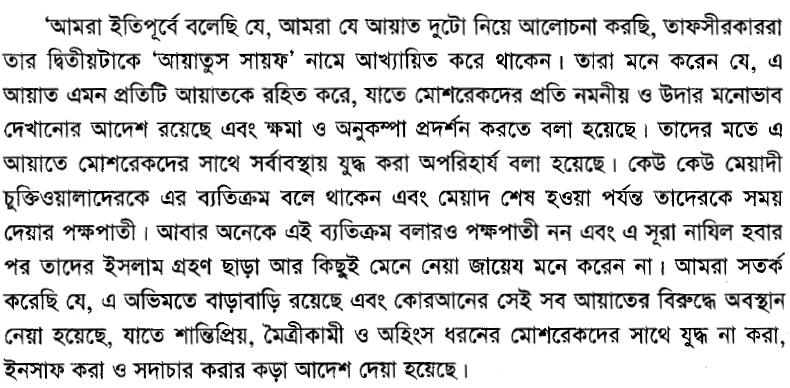 'আমরা ইতিপূর্বে বলেছি যে, আমরা যে আয়াত দুটো নিয়ে আলোচনা করছি, তাফসীরকাররা
তার দ্বিতীয়টাকে 'আয়াতুস সায়ফ' নামে আখ্যায়িত করে থাকেন। তারা মনে করেন যে, এ
আয়াত এমন প্রতিটি আয়াতকে রহিত করে, যাতে মোশরেকদের প্রতি নমনীয় ও উদার মনোভাব
দেখানোর আদেশ রয়েছে এবং ক্ষমা ও অনুকম্পা প্রদর্শন করতে বলা হয়েছে। তাদের মতে এ
আয়াতে মোশরেকদের সাথে সর্বাবস্থায় যুদ্ধ করা অপরিহার্য বলা হয়েছে। কেউ কেউ মেয়াদী
চুক্তিওয়ালাদেরকে এর ব্যতিক্রম বলে থাকেন এবং মেয়াদ শেষ হওয়া পর্যন্ত তাদেরকে সময়
দেয়ার পক্ষপাতী। আবার অনেকে এই ব্যতিক্রম বলারও পক্ষপাতী নন এবং এ সূরা নাযিল হবার
পর তাদের ইসলাম গ্রহণ ছাড়া আর কিছুই মেনে নেয়া জায়েয মনে করেন না। আমরা সতর্ক
করেছি যে, এ অভিমতে বাড়াবাড়ি রয়েছে এবং কোরআনের সেই সব আয়াতের বিরুদ্ধে অবস্থান
নেয়া হয়েছে, যাতে শান্তিপ্রিয়, মৈত্রীকামী ও অহিংস ধরনের মোশরেকদের সাথে যুদ্ধ না করা,
ইনসাফ করা ও সদাচার করার কড়া আদেশ দেয়া হয়েছে।